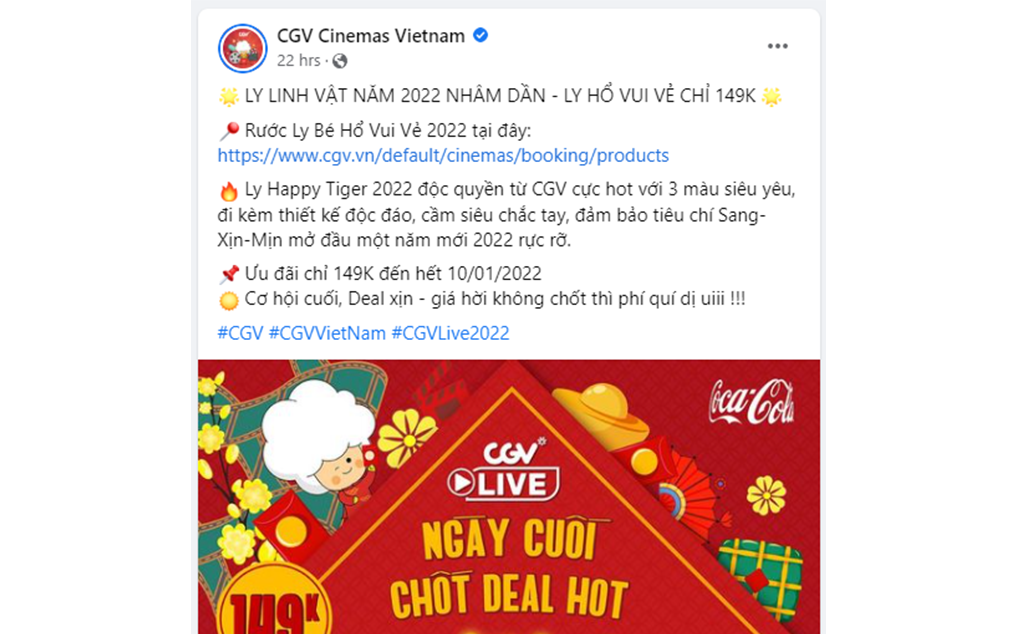 CGV Cinemas Vietnam
22 hrs ·
🌟 LY LINH VẬT NĂM 2022 NHÂM DẦN - LY HỔ VUI VẺ CHỈ 149K 🌟
📍 Rước Ly Bé Hổ Vui Vẻ 2022 tại đây:
https://www.cgv.vn/default/cinemas/booking/products
🔥 Ly Happy Tiger 2022 độc quyền từ CGV cực hot với 3 màu siêu yêu,
đi kèm thiết kế độc đáo, cầm siêu chắc tay, đảm bảo tiêu chí Sang-
Xịn-Mịn mở đầu một năm mới 2022 rực rỡ.
📌 Ưu đãi chỉ 149K đến hết 10/01/2022
🌞 Cơ hội cuối, Deal xịn - giá hời không chốt thì phí quí dị uiii !!!
#CGV #CGVVietNam #CGVLive2022
Coca-Cola
CGV
LIVE
NGÀY CUỐI
CHỐT DEAL HOT
149K